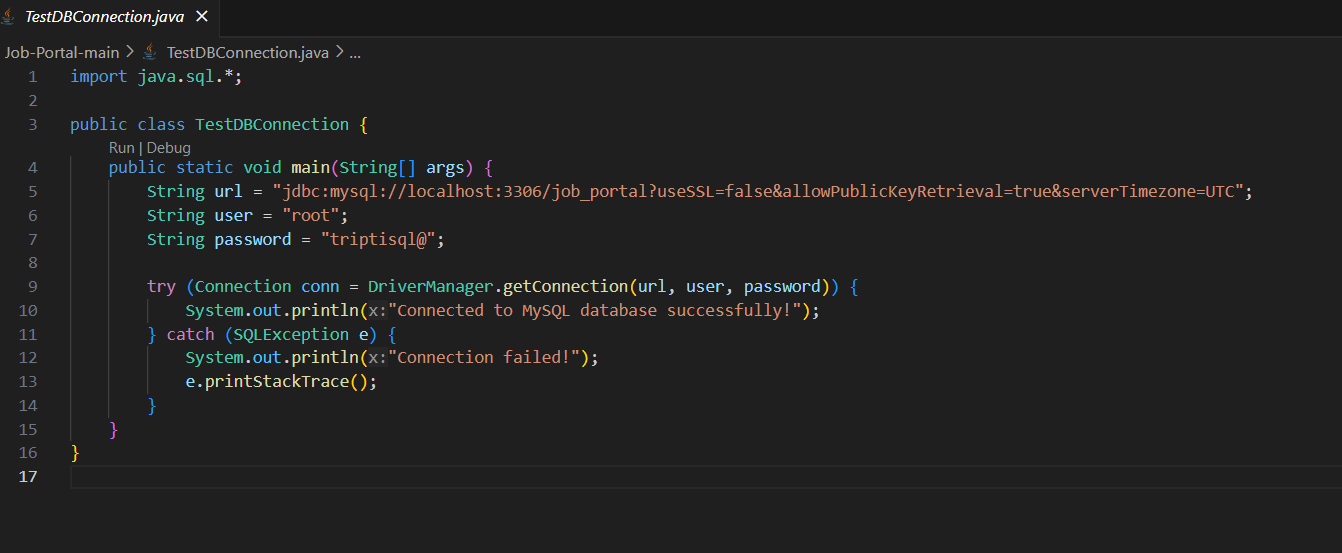 TestDBConnection.java ×
Job-Portal-main > TestDBConnection.java > ...
1 import java.sql.*;
2
3 public class TestDBConnection {
Run | Debug
4 public static void main(String[] args) {
5 String url = "jdbc:mysql://localhost:3306/job_portal?useSSL=false&allowPublicKeyRetrieval=true&serverTimezone=UTC";
6 String user = "root";
7 String password = "triptisql@";
8
9 try (Connection conn = DriverManager.getConnection(url, user, password)) {
10 System.out.println(x:"Connected to MySQL database successfully!");
11 } catch (SQLException e) {
12 System.out.println(x:"Connection failed!");
13 e.printStackTrace();
14 }
15 }
16 }
17